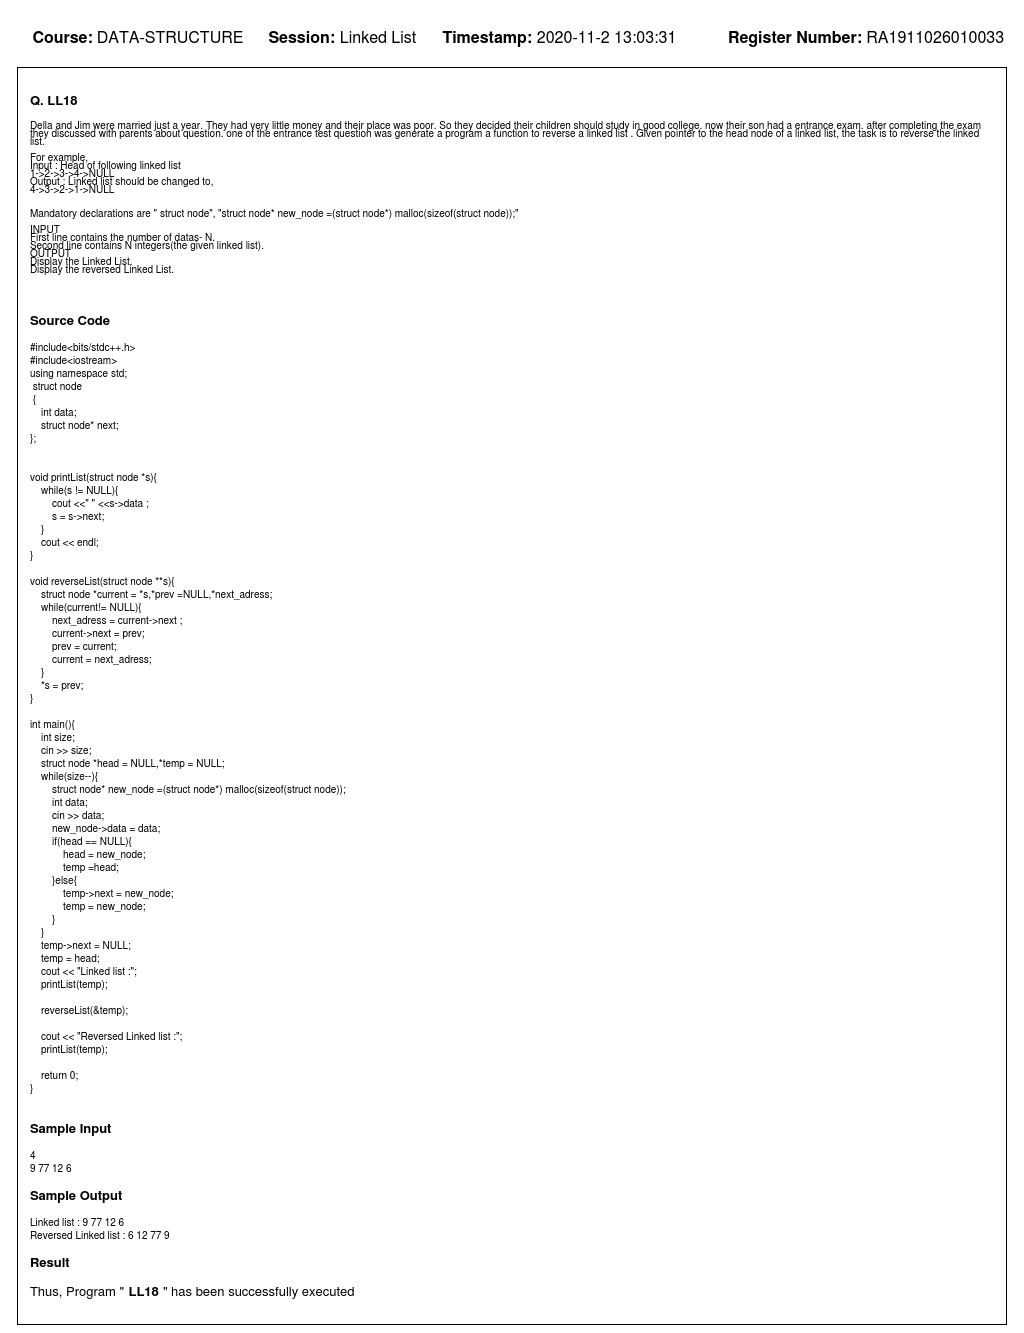 Course: DATA-STRUCTURE Session: Linked List Timestamp: 2020-11-2 13:03:31 Register Number: RA1911026010033
Q. LL18
Della and Jim were married just a year. They had very little money and their place was poor. So they decided their children should study in good college. now their son had a entrance exam. after completing the exam
they discussed with parents about question. one of the entrance test question was generate a program a function to reverse a linked list . Given pointer to the head node of a linked list, the task is to reverse the linked
list.
For example,
Input : Head of following linked list
1->2->3->4->NULL
Output : Linked list should be changed to,
4->3->2->1->NULL
Mandatory declarations are " struct node", "struct node* new_node =(struct node*) malloc(sizeof(struct node));"
INPUT
First line contains the number of datas- N.
Second line contains N integers(the given linked list).
OUTPUT
Display the Linked List.
Display the reversed Linked List.
Source Code
#include<bits/stdc++.h>
#include<iostream>
using namespace std;
 struct node
 {
    int data;
    struct node* next;
};
void printList(struct node *s){
    while(s != NULL){
        cout <<" " <<s->data ;
        s = s->next;
    }
    cout << endl;
}
void reverseList(struct node **s){
    struct node *current = *s,*prev =NULL,*next_adress;
    while(current!= NULL){
        next_adress = current->next ;
        current->next = prev;
        prev = current;
        current = next_adress;
    }
    *s = prev;
}
int main(){
    int size;
    cin >> size;
    struct node *head = NULL,*temp = NULL;
    while(size--){
        struct node* new_node =(struct node*) malloc(sizeof(struct node));
        int data;
        cin >> data;
        new_node->data = data;
        if(head == NULL){
            head = new_node;
            temp =head;
        }else{
            temp->next = new_node;
            temp = new_node;
        }
    }
    temp->next = NULL;
    temp = head;
    cout << "Linked list :";
    printList(temp);
    reverseList(&temp);
    cout << "Reversed Linked list :";
    printList(temp);
    return 0;
}
Sample Input
4
9 77 12 6
Sample Output
Linked list : 9 77 12 6
Reversed Linked list : 6 12 77 9
Result
Thus, Program " LL18 " has been successfully executed